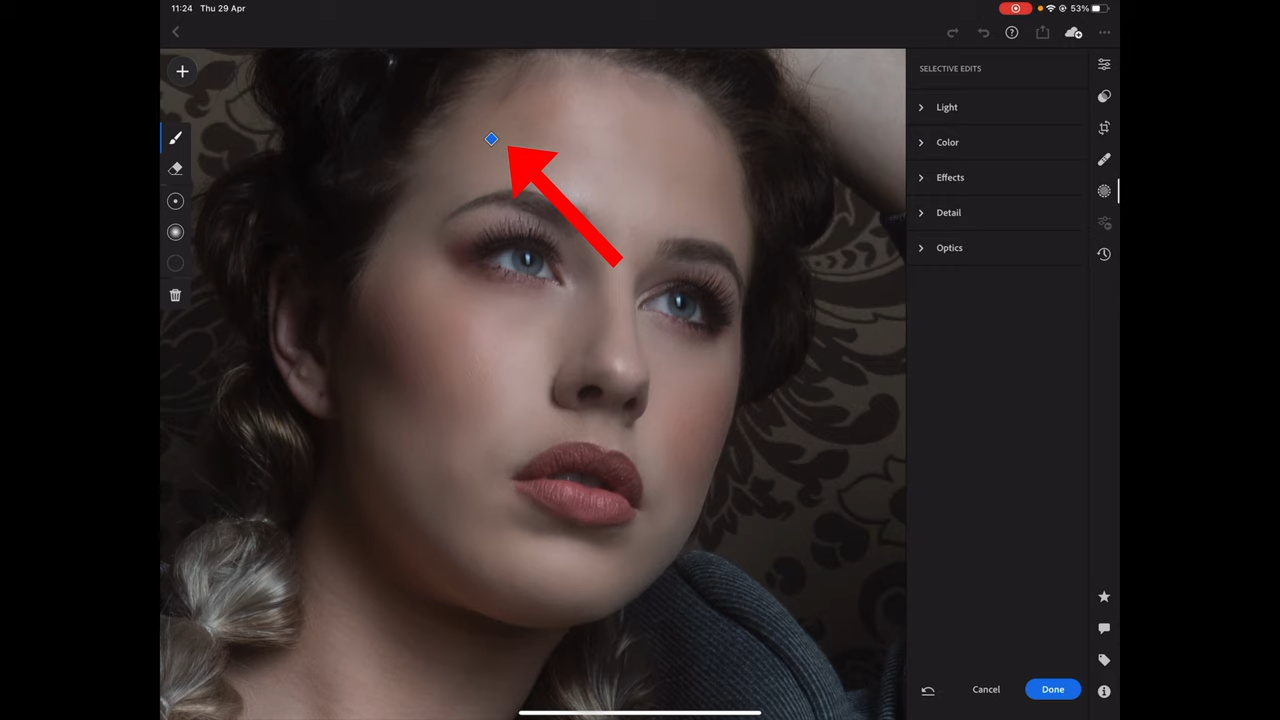 11:24 Thu 29 Apr
53%
SELECTIVE EDITS
Light
Color
Effects
Detail
Optics
Cancel
Done